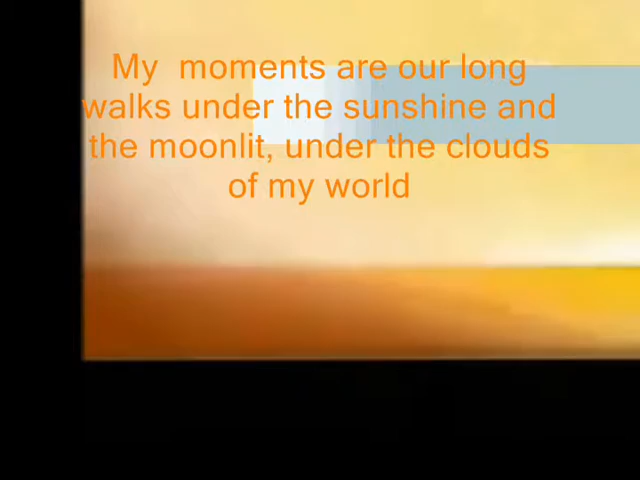 My  moments are our long
walks under the sunshine and
the moonlit, under the clouds
of my world